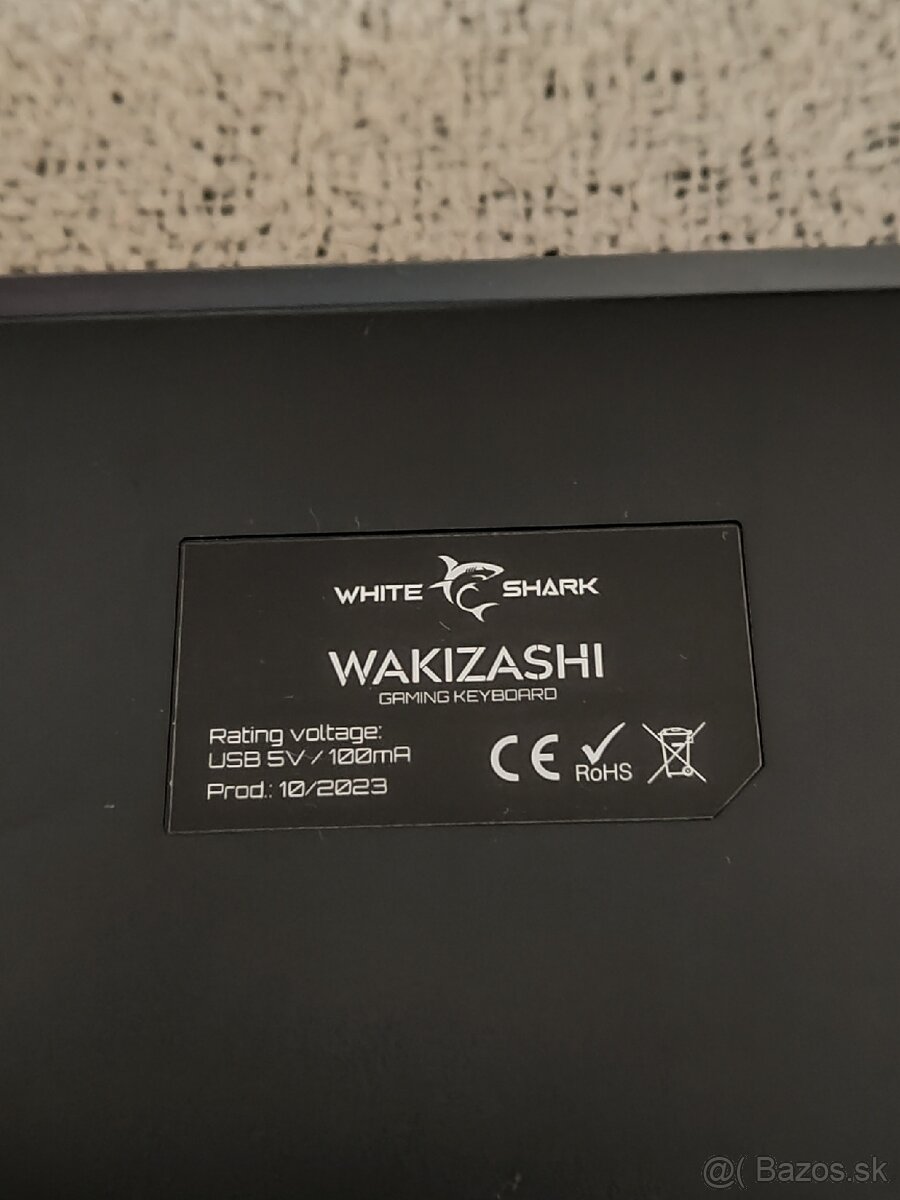 WHITE SHARK
WAKIZASHI
GAMING KEYBOARD
Rating voltage:
USB 5V / 100mA
Prod.: 10/2023
CE
RoHS
@( Bazos.sk